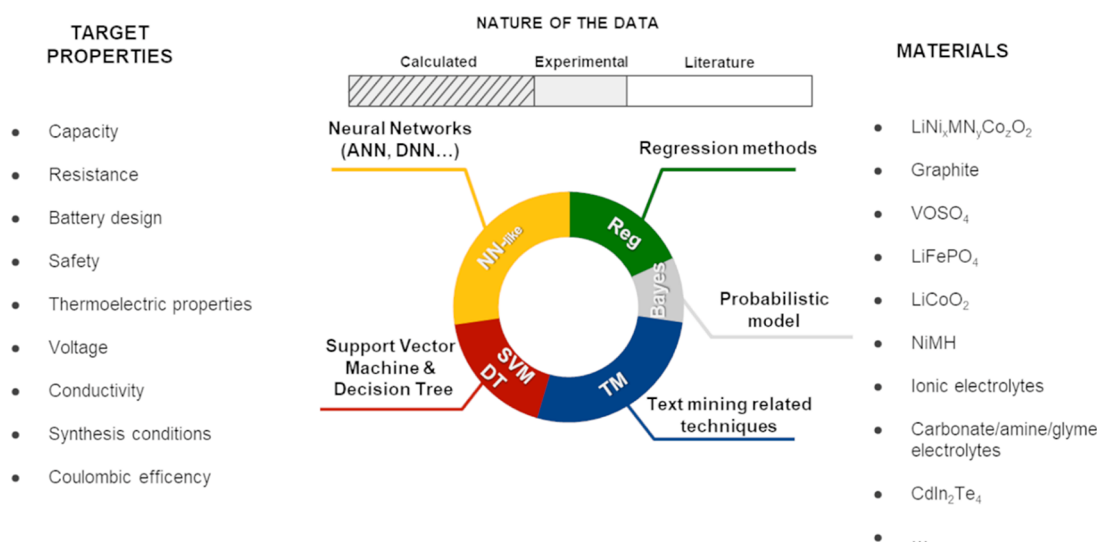 TARGET
PROPERTIES
Capacity
Resistance
Battery design
Safety
Thermoelectric properties
Voltage
Conductivity
Synthesis conditions
Coulombic efficency
NATURE OF THE DATA
Calculated
Experimental
Literature
Neural Networks
(ANN, DNN...)
Regression methods
NN-like
Reg
Bayes
Probabilistic
model
Support Vector
Machine &
Decision Tree
SVM
DT
TM
Text mining related
techniques
MATERIALS
LiNiₓMNᵧCo_zO₂
Graphite
VOSO₄
LiFePO₄
LiCoO₂
NiMH
Ionic electrolytes
Carbonate/amine/glyme
electrolytes
CdIn₂Te₄
...